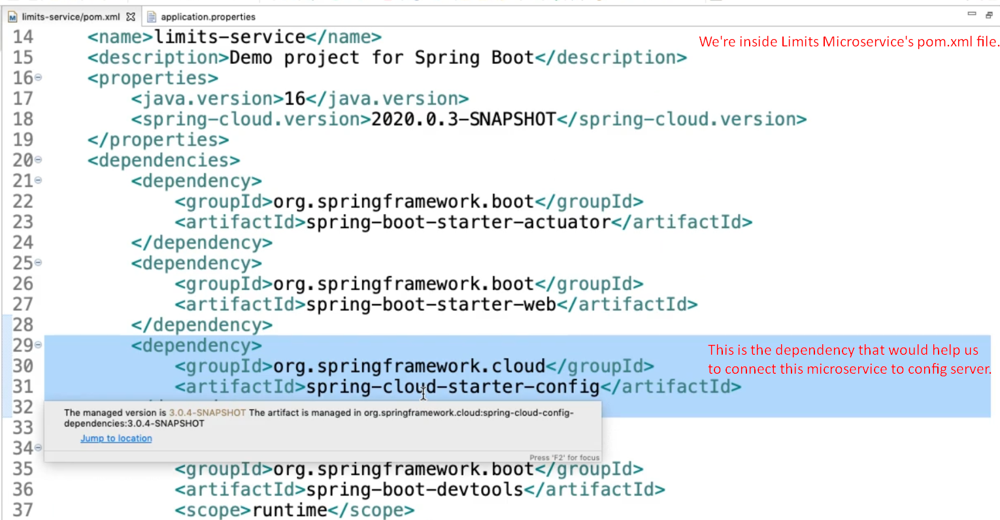 limits-service/pom.xml application.properties
We're inside Limits Microservice's pom.xml file.
14 <name>limits-service</name>
15 <description>Demo project for Spring Boot</description>
16 <properties>
17 <java.version>16</java.version>
18 <spring-cloud.version>2020.0.3-SNAPSHOT</spring-cloud.version>
19 </properties>
20 <dependencies>
21 <dependency>
22 <groupId>org.springframework.boot</groupId>
23 <artifactId>spring-boot-starter-actuator</artifactId>
24 </dependency>
25 <dependency>
26 <groupId>org.springframework.boot</groupId>
27 <artifactId>spring-boot-starter-web</artifactId>
28 </dependency>
29 <dependency>
30 <groupId>org.springframework.cloud</groupId>
31 <artifactId>spring-cloud-starter-config</artifactId>
This is the dependency that would help us
to connect this microservice to config server.
32
The managed version is 3.0.4-SNAPSHOT The artifact is managed in org.springframework.cloud:spring-cloud-config-
dependencies:3.0.4-SNAPSHOT
33
Jump to location
34
Press 'F2' for focus
35 <groupId>org.springframework.boot</groupId>
36 <artifactId>spring-boot-devtools</artifactId>
37 <scope>runtime</scope>